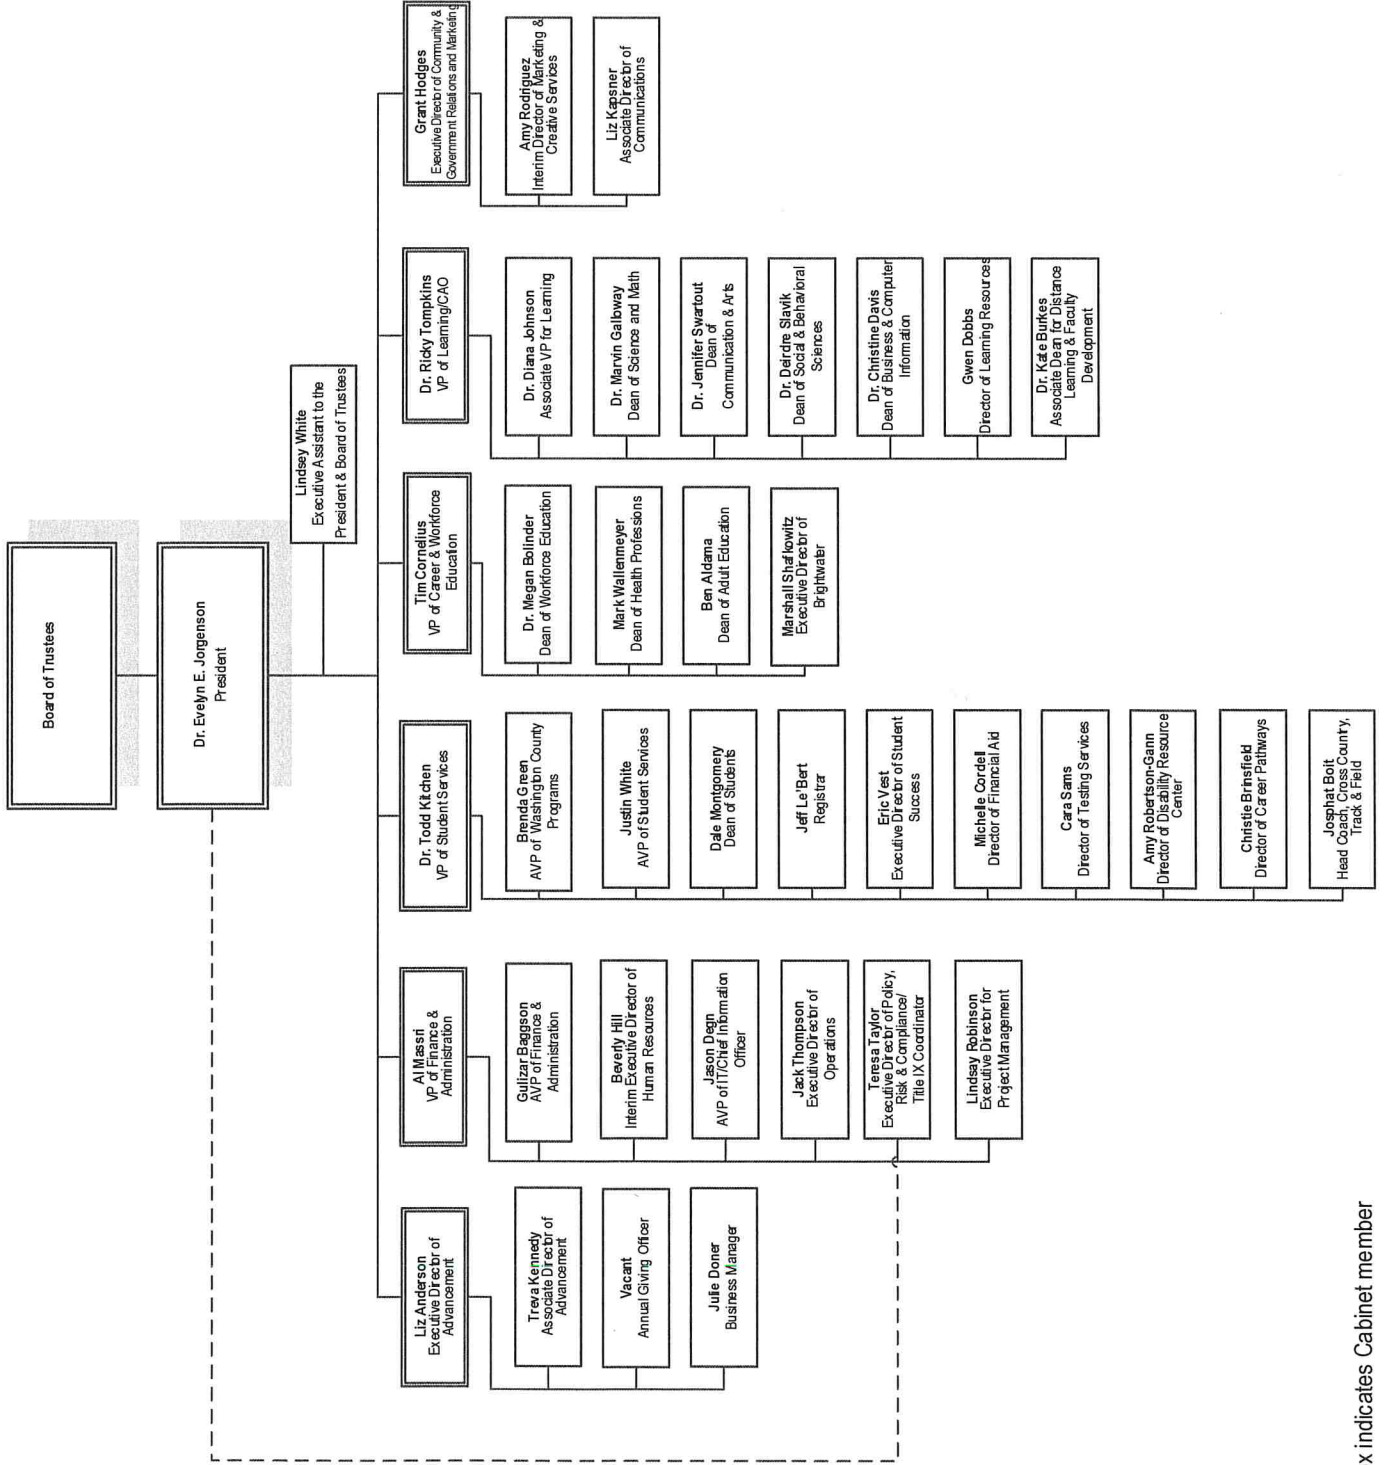 Board of Trustees
Dr. Evelyn E. Jorgenson
President
Lindsey White
Executive Assistant to the
President & Board of Trustees
Liz Anderson
Executive Director of
Advancement
Treva Kennedy
Associate Director of
Advancement
Vacant
Annual Giving Officer
Julie Doner
Business Manager
Al Massri
VP of Finance &
Administration
Gulizar Baggson
AVP of Finance &
Administration
Beverly Hill
Interim Executive Director of
Human Resources
Jason Degn
AVP of IT/Chief Information
Officer
Jack Thompson
Executive Director of
Operations
Teresa Taylor
Executive Director of Policy,
Risk & Compliance/
Title IX Coordinator
Lindsay Robinson
Executive Director for
Project Management
Dr. Todd Kitchen
VP of Student Services
Brenda Green
AVP of Washington County
Programs
Justin White
AVP of Student Services
Dale Montgomery
Dean of Students
Jeff Le'Bert
Registrar
Eric Vest
Executive Director of Student
Success
Michelle Cordell
Director of Financial Aid
Cara Sams
Director of Testing Services
Amy Robertson-Gann
Director of Disability Resource
Center
Christie Brinsfield
Director of Career Pathways
Josphat Boit
Head Coach, Cross Country,
Track & Field
Tim Cornelius
VP of Career & Workforce
Education
Dr. Megan Bolinder
Dean of Workforce Education
Mark Wallenmeyer
Dean of Health Professions
Ben Aldama
Dean of Adult Education
Marshall Shafkowitz
Executive Director of
Brightwater
Dr. Ricky Tompkins
VP of Learning/CAO
Dr. Diana Johnson
Associate VP for Learning
Dr. Marvin Galloway
Dean of Science and Math
Dr. Jennifer Swartout
Dean of
Communication & Arts
Dr. Deirdre Slavik
Dean of Social & Behavioral
Sciences
Dr. Christine Davis
Dean of Business & Computer
Information
Gwen Dobbs
Director of Learning Resources
Dr. Kate Burkes
Associate Dean for Distance
Learning & Faculty
Development
Grant Hodges
Executive Director of Community &
Government Relations and Marketing
Amy Rodriguez
Interim Director of Marketing &
Creative Services
Liz Kapsner
Associate Director of
Communications
x indicates Cabinet member